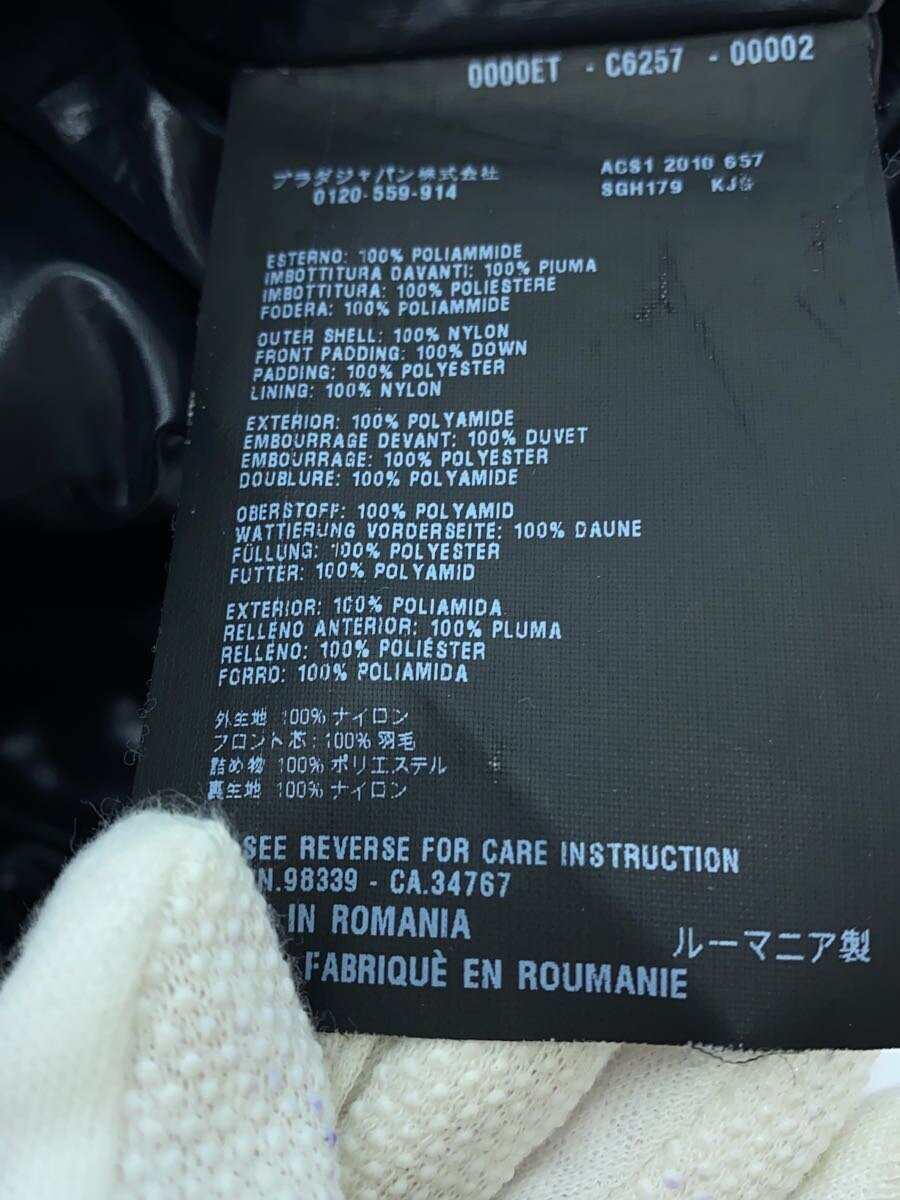 0000ET - C6257 - 00002
プラダジャパン株式会社
0120-559-914
ACS1 2010 657
SGH179 KJG
ESTERNO: 100% POLIAMMIDE
IMBOTTITURA DAVANTI: 100% PIUMA
IMBOTTITURA: 100% POLIESTERE
FODERA: 100% POLIAMMIDE
OUTER SHELL: 100% NYLON
FRONT PADDING: 100% DOWN
PADDING: 100% POLYESTER
LINING: 100% NYLON
EXTERIOR: 100% POLYAMIDE
EMBOURRAGE DEVANT: 100% DUVET
EMBOURRAGE: 100% POLYESTER
DOUBLURE: 100% POLYAMIDE
OBERSTOFF: 100% POLYAMID
WATTIERUNG VORDERSEITE: 100% DAUNE
FÜLLUNG: 100% POLYESTER
FUTTER: 100% POLYAMID
EXTERIOR: 100% POLIAMIDA
RELLENO ANTERIOR: 100% PLUMA
RELLENO: 100% POLIÉSTER
FORRO: 100% POLIAMIDA
外生地 100% ナイロン
フロント芯: 100% 羽毛
詰め物 100% ポリエステル
裏生地 100% ナイロン
SEE REVERSE FOR CARE INSTRUCTION
N.98339 - CA.34767
IN ROMANIA
FABRIQUÈ EN ROUMANIE
ルーマニア製